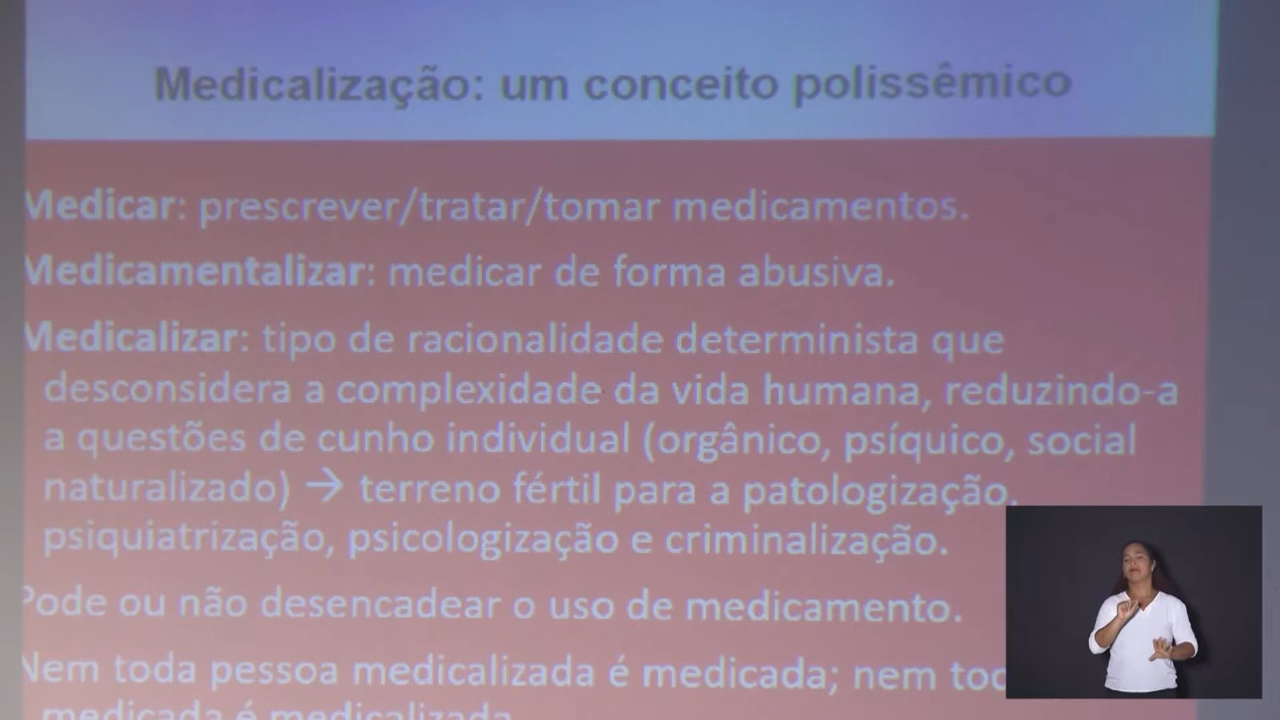 Medicalização: um conceito polissêmico
Medicar: prescrever/tratar/tomar medicamentos.
Medicamentalizar: medicar de forma abusiva.
Medicalizar: tipo de racionalidade determinista que
desconsidera a complexidade da vida humana, reduzindo-a
a questões de cunho individual (orgânico, psíquico, social
naturalizado) → terreno fértil para a patologização,
psiquiatrização, psicologização e criminalização.
Pode ou não desencadear o uso de medicamento.
Nem toda pessoa medicalizada é medicada; nem
medicada é medicalizada